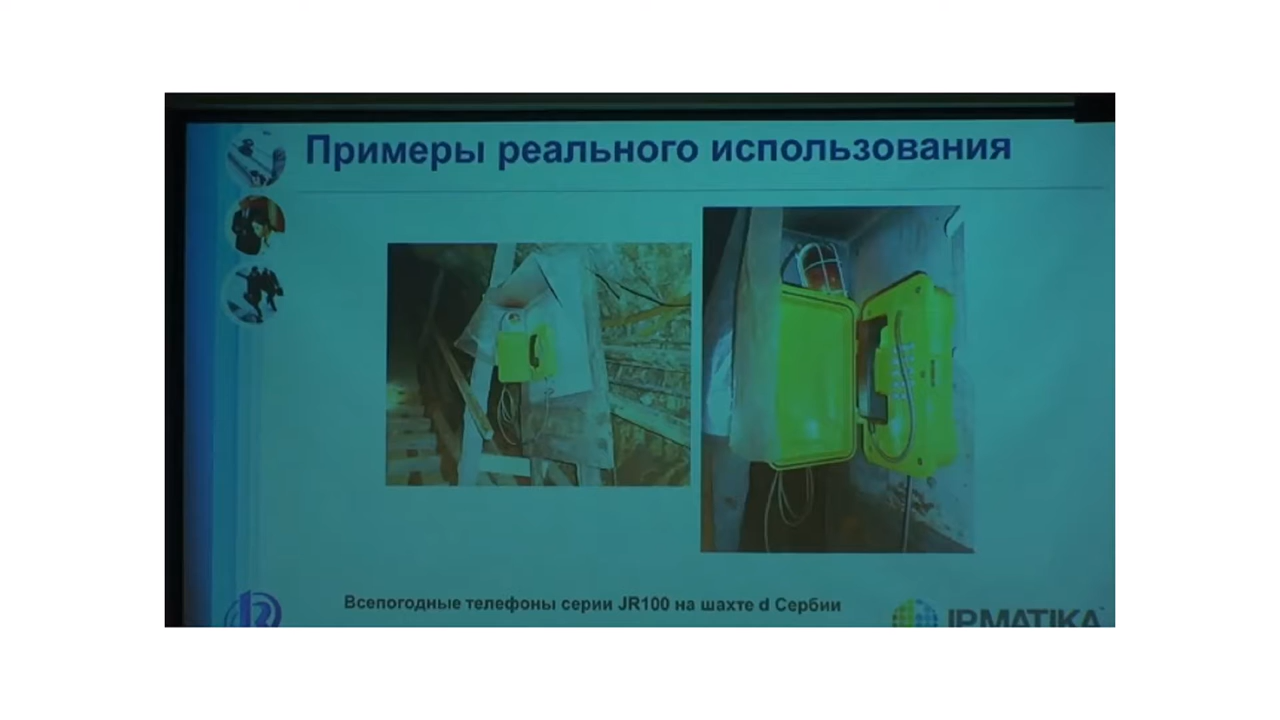 Примеры реального использования
Всепогодные телефоны серии JR100 на шахте d Сербии
IPMATIKA